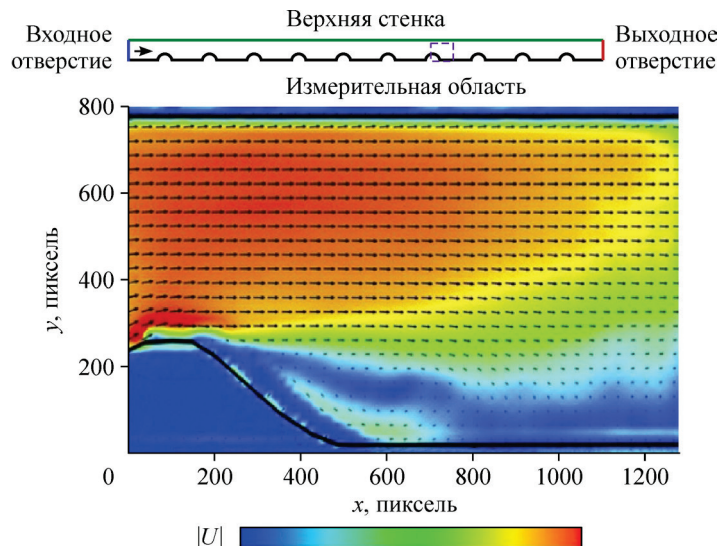 Верхняя стенка
Входное
отверстие
Выходное
отверстие
Измерительная область
800
600
400
200
0
200
400
600
800
1000
1200
y, пиксель
x, пиксель
|U|